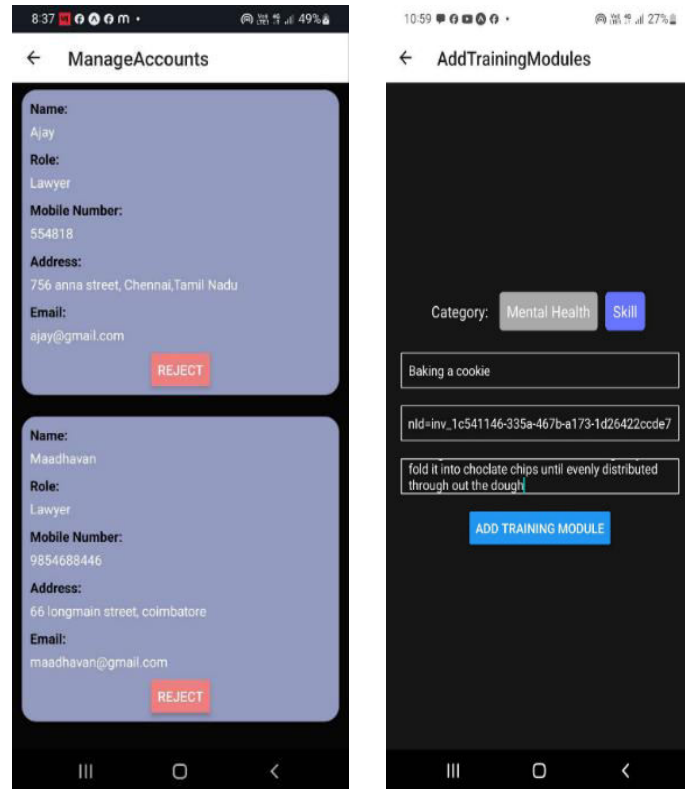 8:37
49%
ManageAccounts
Name:
Ajay
Role:
Lawyer
Mobile Number:
554818
Address:
756 anna street, Chennai,Tamil Nadu
Email:
ajay@gmail.com
REJECT
Name:
Maadhavan
Role:
Lawyer
Mobile Number:
9854688446
Address:
66 longmain street, coimbatore
Email:
maadhavan@gmail.com
REJECT
10:59
27%
AddTrainingModules
Category: Mental Health Skill
Baking a cookie
nId=inv_1c541146-335a-467b-a173-1d26422ccde7
fold it into choclate chips until evenly distributed
through out the dough
ADD TRAINING MODULE